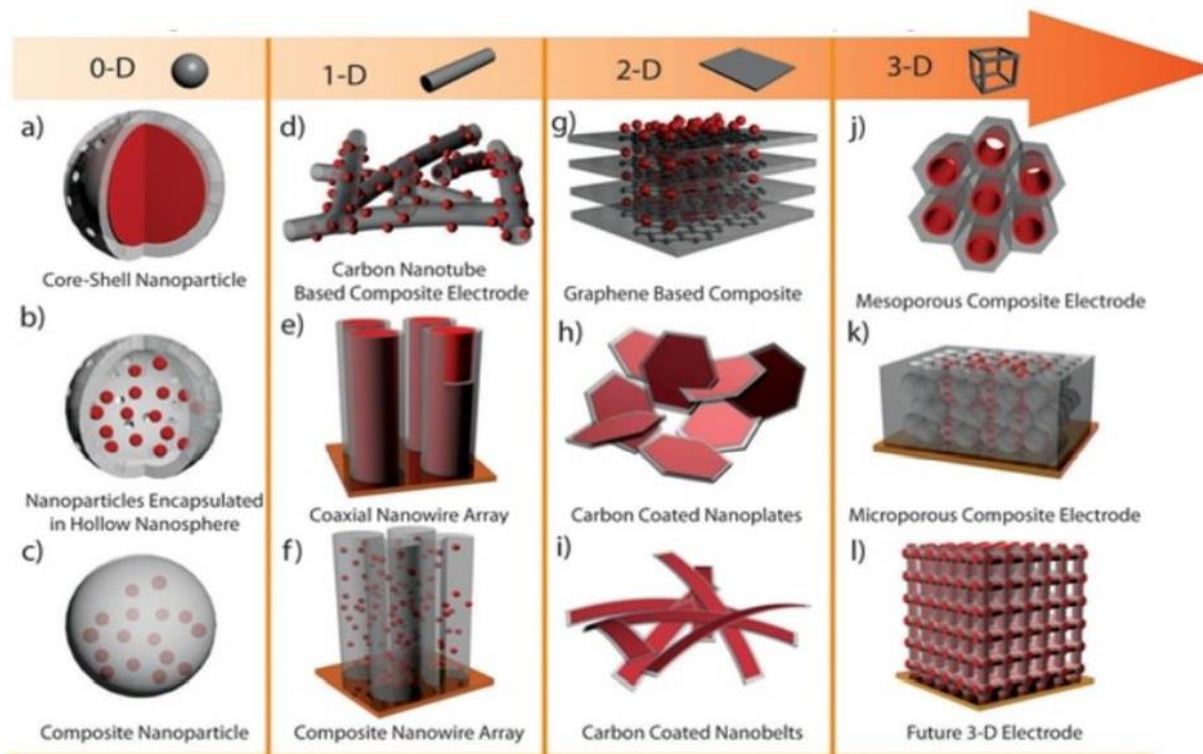 0-D
1-D
2-D
3-D
a)
Core-Shell Nanoparticle
b)
Nanoparticles Encapsulated
in Hollow Nanosphere
c)
Composite Nanoparticle
d)
Carbon Nanotube
Based Composite Electrode
e)
Coaxial Nanowire Array
f)
Composite Nanowire Array
g)
Graphene Based Composite
h)
Carbon Coated Nanoplates
i)
Carbon Coated Nanobelts
j)
Mesoporous Composite Electrode
k)
Microporous Composite Electrode
l)
Future 3-D Electrode